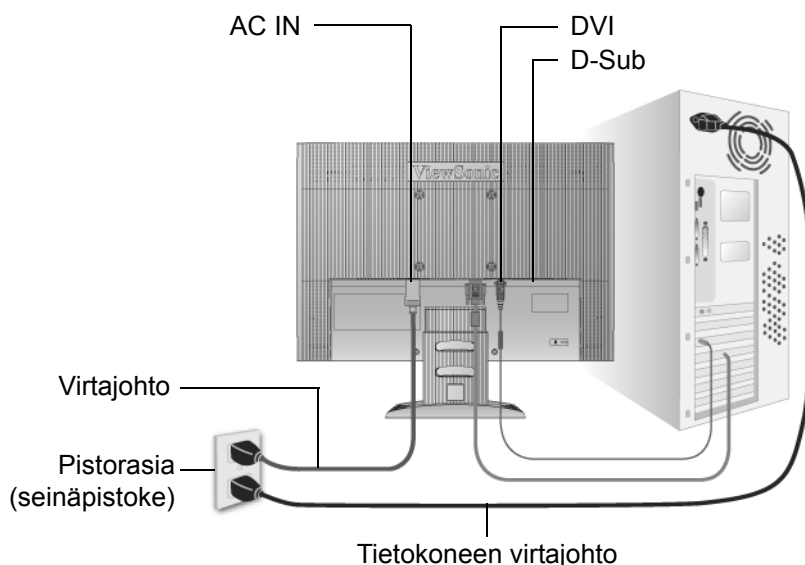 AC IN
DVI
D-Sub
ViewSonic
Virtajohto
Pistorasia
(seinäpistoke)
Tietokoneen virtajohto